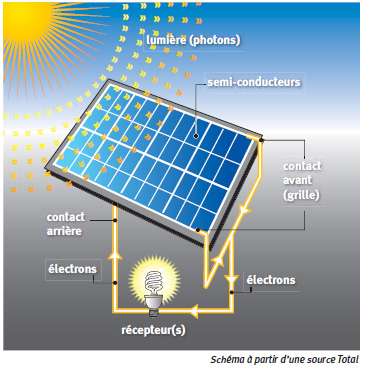 lumière (photons)
semi-conducteurs
contact
avant
(grille)
contact
arrière
électrons
électrons
récepteur(s)
Schéma à partir d'une source Total